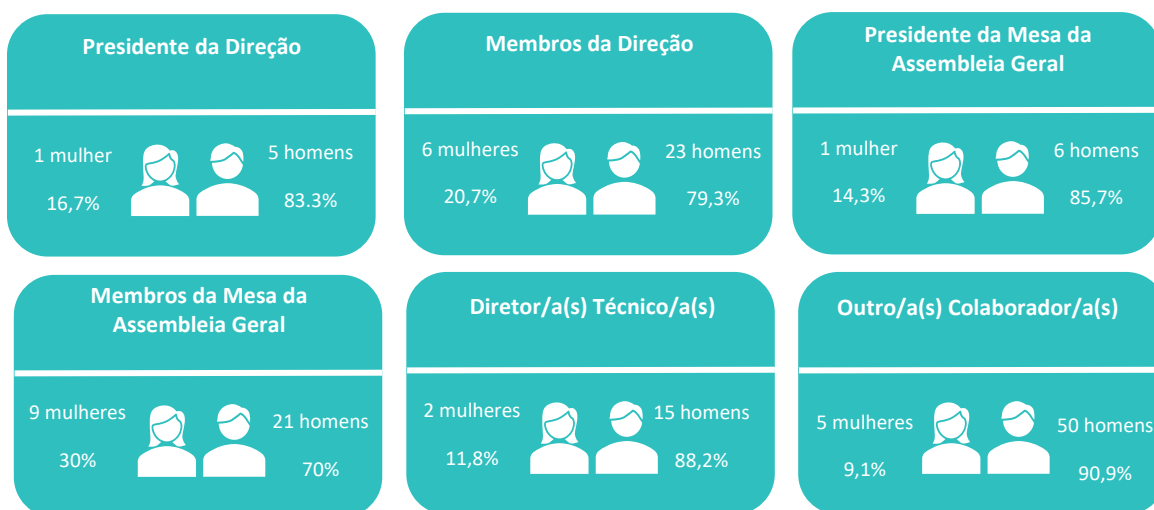 Presidente da Direção
1 mulher
5 homens
16,7%
83.3%
Membros da Direção
6 mulheres
23 homens
20,7%
79,3%
Presidente da Mesa da
Assembleia Geral
1 mulher
6 homens
14,3%
85,7%
Membros da Mesa da
Assembleia Geral
9 mulheres
21 homens
30%
70%
Diretor/a(s) Técnico/a(s)
2 mulheres
15 homens
11,8%
88,2%
Outro/a(s) Colaborador/a(s)
5 mulheres
50 homens
9,1%
90,9%